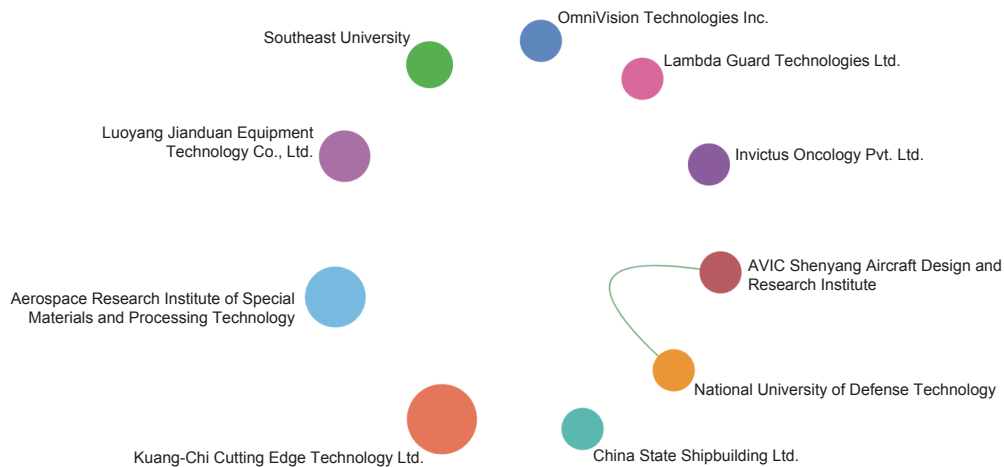 OmniVision Technologies Inc.
Southeast University
Lambda Guard Technologies Ltd.
Luoyang Jianduan Equipment
Technology Co., Ltd.
Invictus Oncology Pvt. Ltd.
AVIC Shenyang Aircraft Design and
Research Institute
Aerospace Research Institute of Special
Materials and Processing Technology
National University of Defense Technology
Kuang-Chi Cutting Edge Technology Ltd.
China State Shipbuilding Ltd.